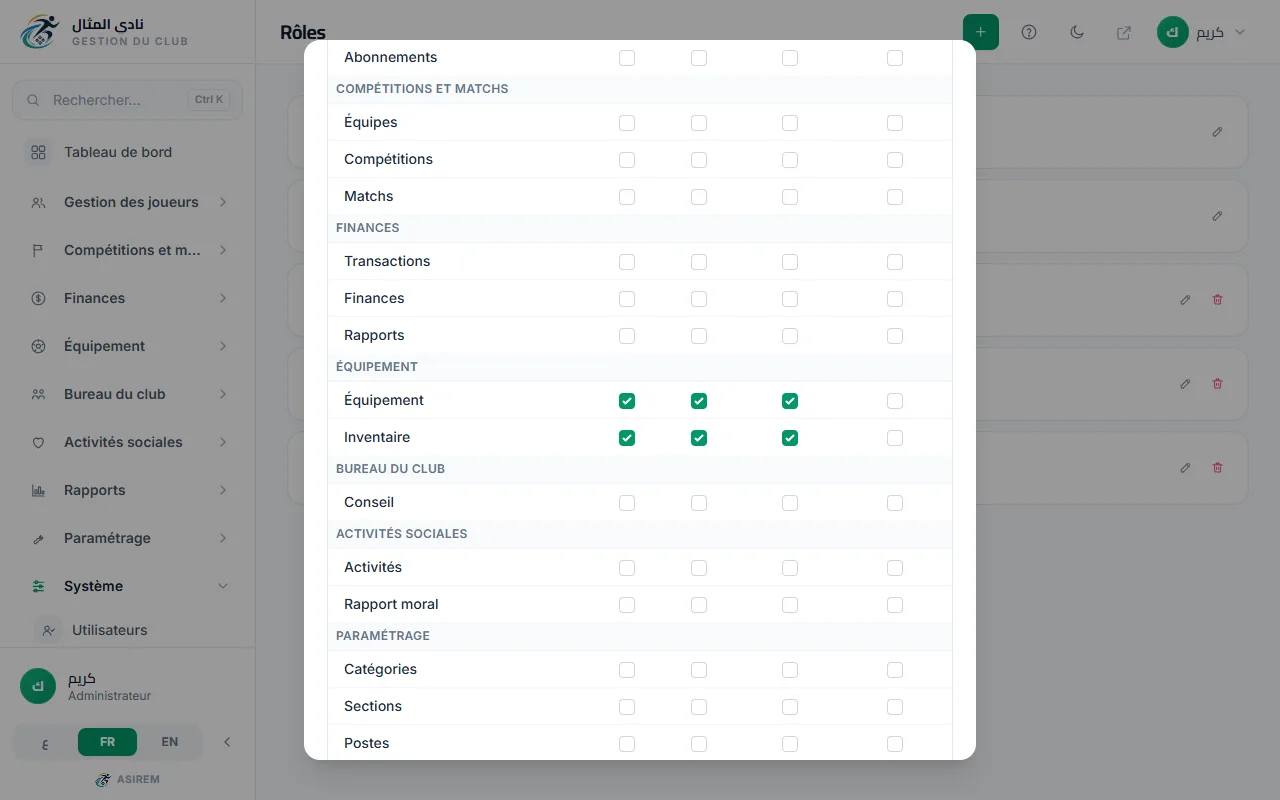 نادي المثال
GESTION DU CLUB
Rechercher...
Ctrl K
Tableau de bord
Gestion des joueurs
Compétitions et m...
Finances
Équipement
Bureau du club
Activités sociales
Rapports
Paramétrage
Système
Utilisateurs
كريم
Administrateur
ع
FR
EN
ASIREM
Rôles
+
ك
كريم
Abonnements
COMPÉTITIONS ET MATCHS
Équipes
Compétitions
Matchs
FINANCES
Transactions
Finances
Rapports
ÉQUIPEMENT
Équipement
Inventaire
BUREAU DU CLUB
Conseil
ACTIVITÉS SOCIALES
Activités
Rapport moral
PARAMÉTRAGE
Catégories
Sections
Postes